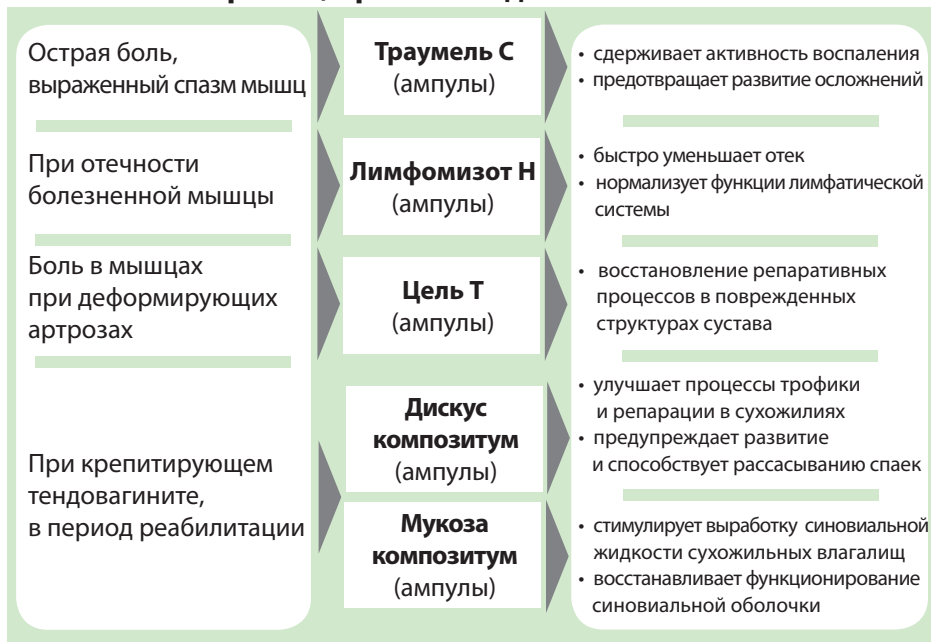 Острая боль,
выраженный спазм мышц
Траумель С
(ампулы)
• сдерживает активность воспаления
• предотвращает развитие осложнений
При отечности
болезненной мышцы
Лимфомизот Н
(ампулы)
• быстро уменьшает отек
• нормализует функции лимфатической
системы
Боль в мышцах
при деформирующих
артрозах
Цель Т
(ампулы)
• восстановление репаративных
процессов в поврежденных
структурах сустава
При крепитирующем
тендовагините,
в период реабилитации
Дискус
композитум
(ампулы)
• улучшает процессы трофики
и репарации в сухожилиях
• предупреждает развитие
и способствует рассасыванию спаек
Мукоза
композитум
(ампулы)
• стимулирует выработку синовиальной
жидкости сухожильных влагалищ
• восстанавливает функционирование
синовиальной оболочки